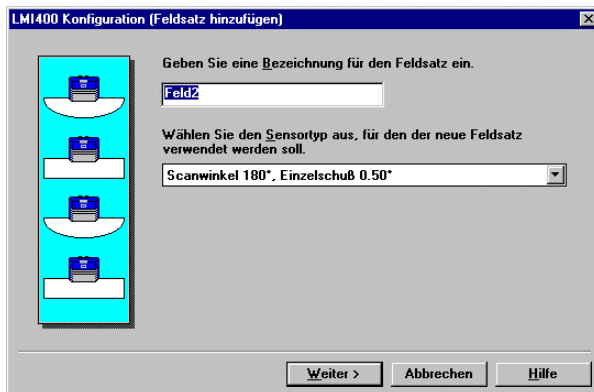 LMI400 Konfiguration (Feldsatz hinzufügen)
Geben Sie eine Bezeichnung für den Feldsatz ein.
Feld2
Wählen Sie den Sensortyp aus, für den der neue Feldsatz
verwendet werden soll.
Scanwinkel 180°, Einzelschuß 0.50°
Weiter >
Abbrechen
Hilfe